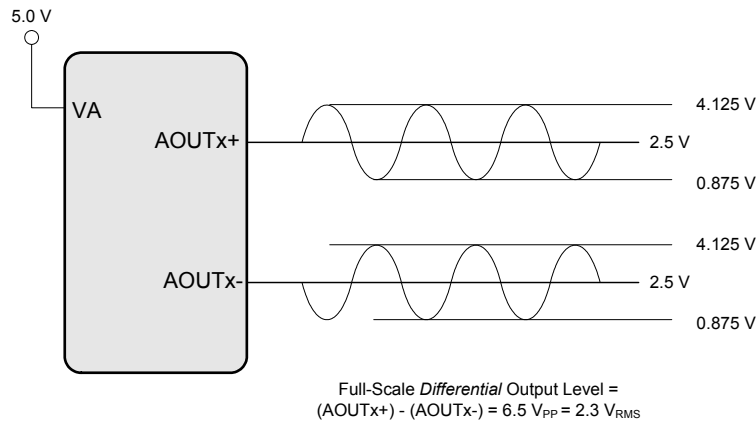 5.0 V
VA
AOUTx+
4.125 V
2.5 V
0.875 V
AOUTx-
4.125 V
2.5 V
0.875 V
Full-Scale Differential Output Level =
(AOUTx+) - (AOUTx-) = 6.5 VPP = 2.3 VRMS